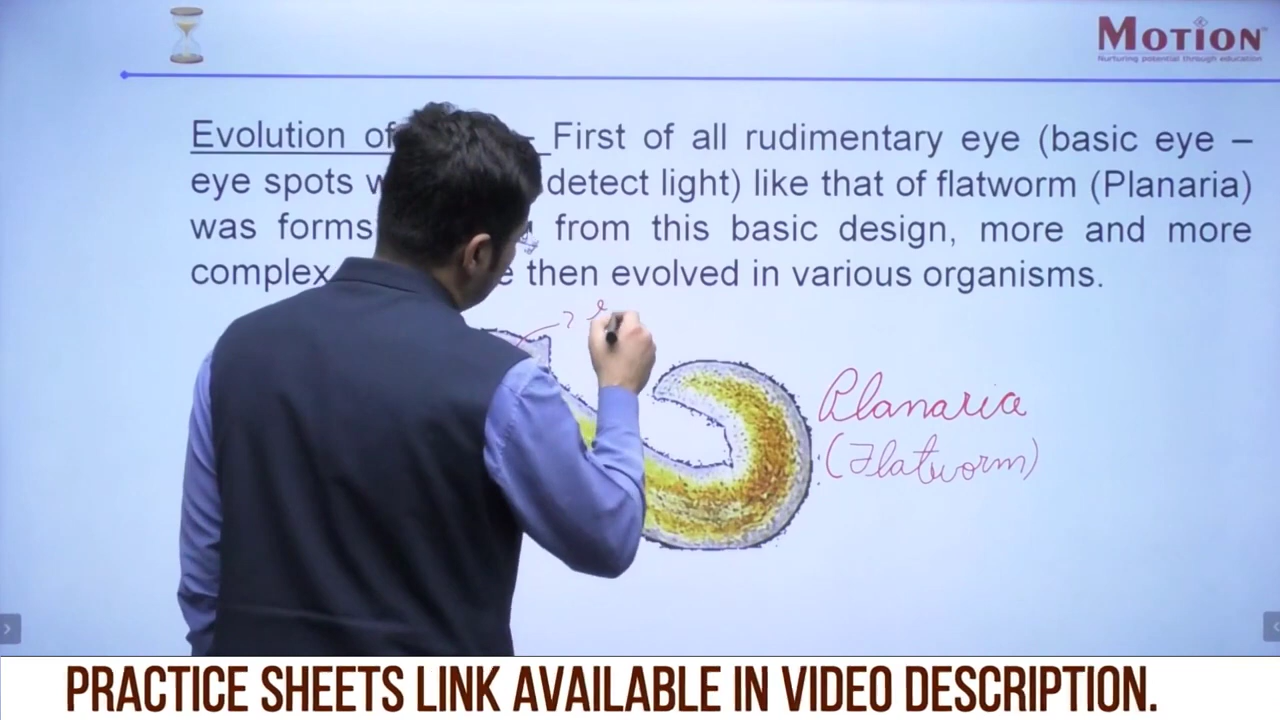 MOTION
Nurturing potential through education
Evolution of – First of all rudimentary eye (basic eye –
eye spots detect light) like that of flatworm (Planaria)
was forms from this basic design, more and more
complex then evolved in various organisms.
Planaria
(Flatworm)
PRACTICE SHEETS LINK AVAILABLE IN VIDEO DESCRIPTION.